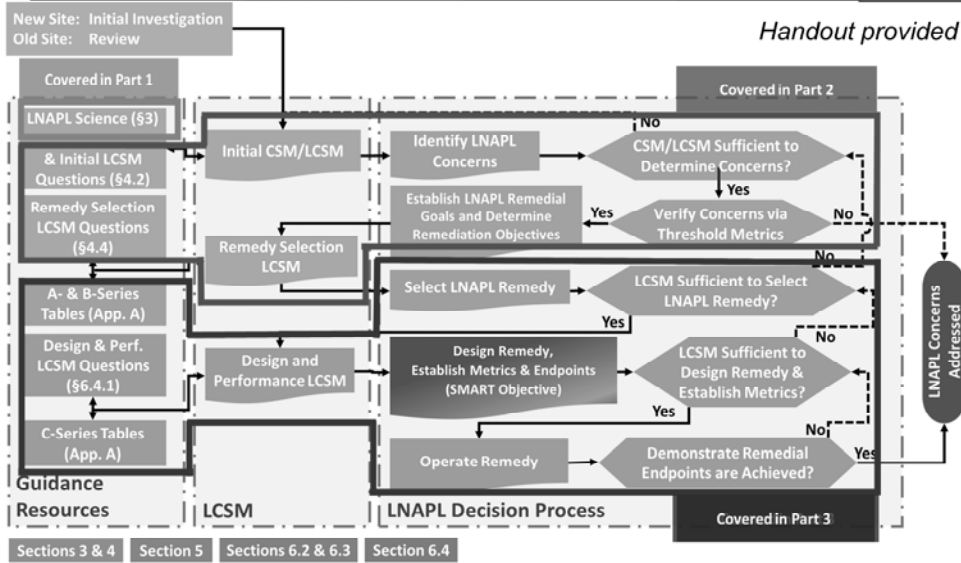 New Site: Initial Investigation
Old Site: Review
Handout provided
Covered in Part 1
Covered in Part 2
LNAPL Science (§3)
& Initial LCSM
Questions (§4.2)
Remedy Selection
LCSM Questions
(§4.4)
A- & B-Series
Tables (App. A)
Design & Perf.
LCSM Questions
(§6.4.1)
C-Series Tables
(App. A)
Guidance
Resources
Initial CSM/LCSM
Remedy Selection
LCSM
Design and
Performance LCSM
LCSM
Identify LNAPL
Concerns
No
CSM/LCSM Sufficient to
Determine Concerns?
Yes
Establish LNAPL Remedial
Goals and Determine
Remediation Objectives
Yes
Verify Concerns via
Threshold Metrics
No
No
Select LNAPL Remedy
LCSM Sufficient to Select
LNAPL Remedy?
Yes
No
Design Remedy,
Establish Metrics & Endpoints
(SMART Objective)
LCSM Sufficient to
Design Remedy &
Establish Metrics?
Yes
No
Operate Remedy
Demonstrate Remedial
Endpoints are Achieved?
Yes
LNAPL Concerns
Addressed
LNAPL Decision Process
Covered in Part 3
Sections 3 & 4
Section 5
Sections 6.2 & 6.3
Section 6.4